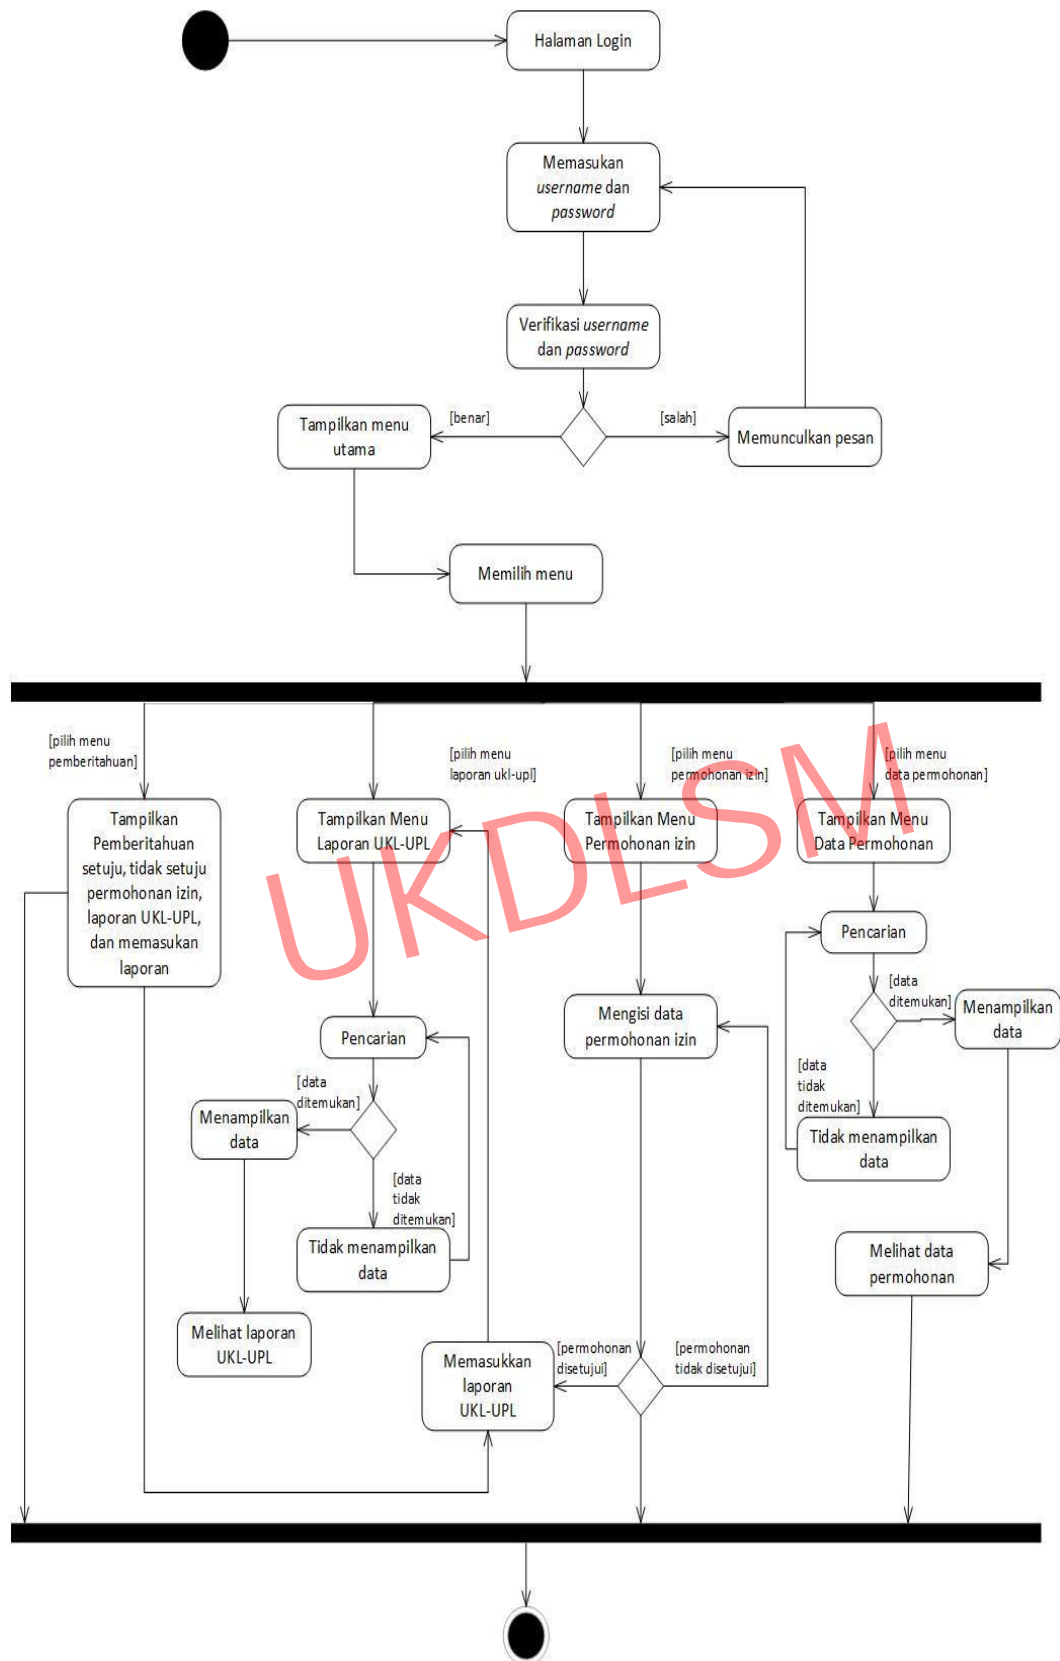 Halaman Login
Memasukan
username dan
password
Verifikasi username
dan password
[benar]
[salah]
Tampilkan menu
utama
Memunculkan pesan
Memilih menu
[pilih menu
pemberitahuan]
[pilih menu
laporan ukl-upl]
[pilih menu
permohonan izin]
[pilih menu
data permohonan]
Tampilkan
Pemberitahuan
setuju, tidak setuju
permohonan izin,
laporan UKL-UPL,
dan memasukan
laporan
Tampilkan Menu
Laporan UKL-UPL
Tampilkan Menu
Permohonan izin
Tampilkan Menu
Data Permohonan
UKDLSM
Pencarian
[data
ditemukan]
Menampilkan
data
Mengisi data
permohonan izin
Pencarian
[data
ditemukan]
Menampilkan
data
[data
tidak
ditemukan]
Tidak menampilkan
data
[data
tidak
ditemukan]
Tidak menampilkan
data
Melihat data
permohonan
Melihat laporan
UKL-UPL
Memasukkan
laporan
UKL-UPL
[permohonan
disetujui]
[permohonan
tidak disetujui]